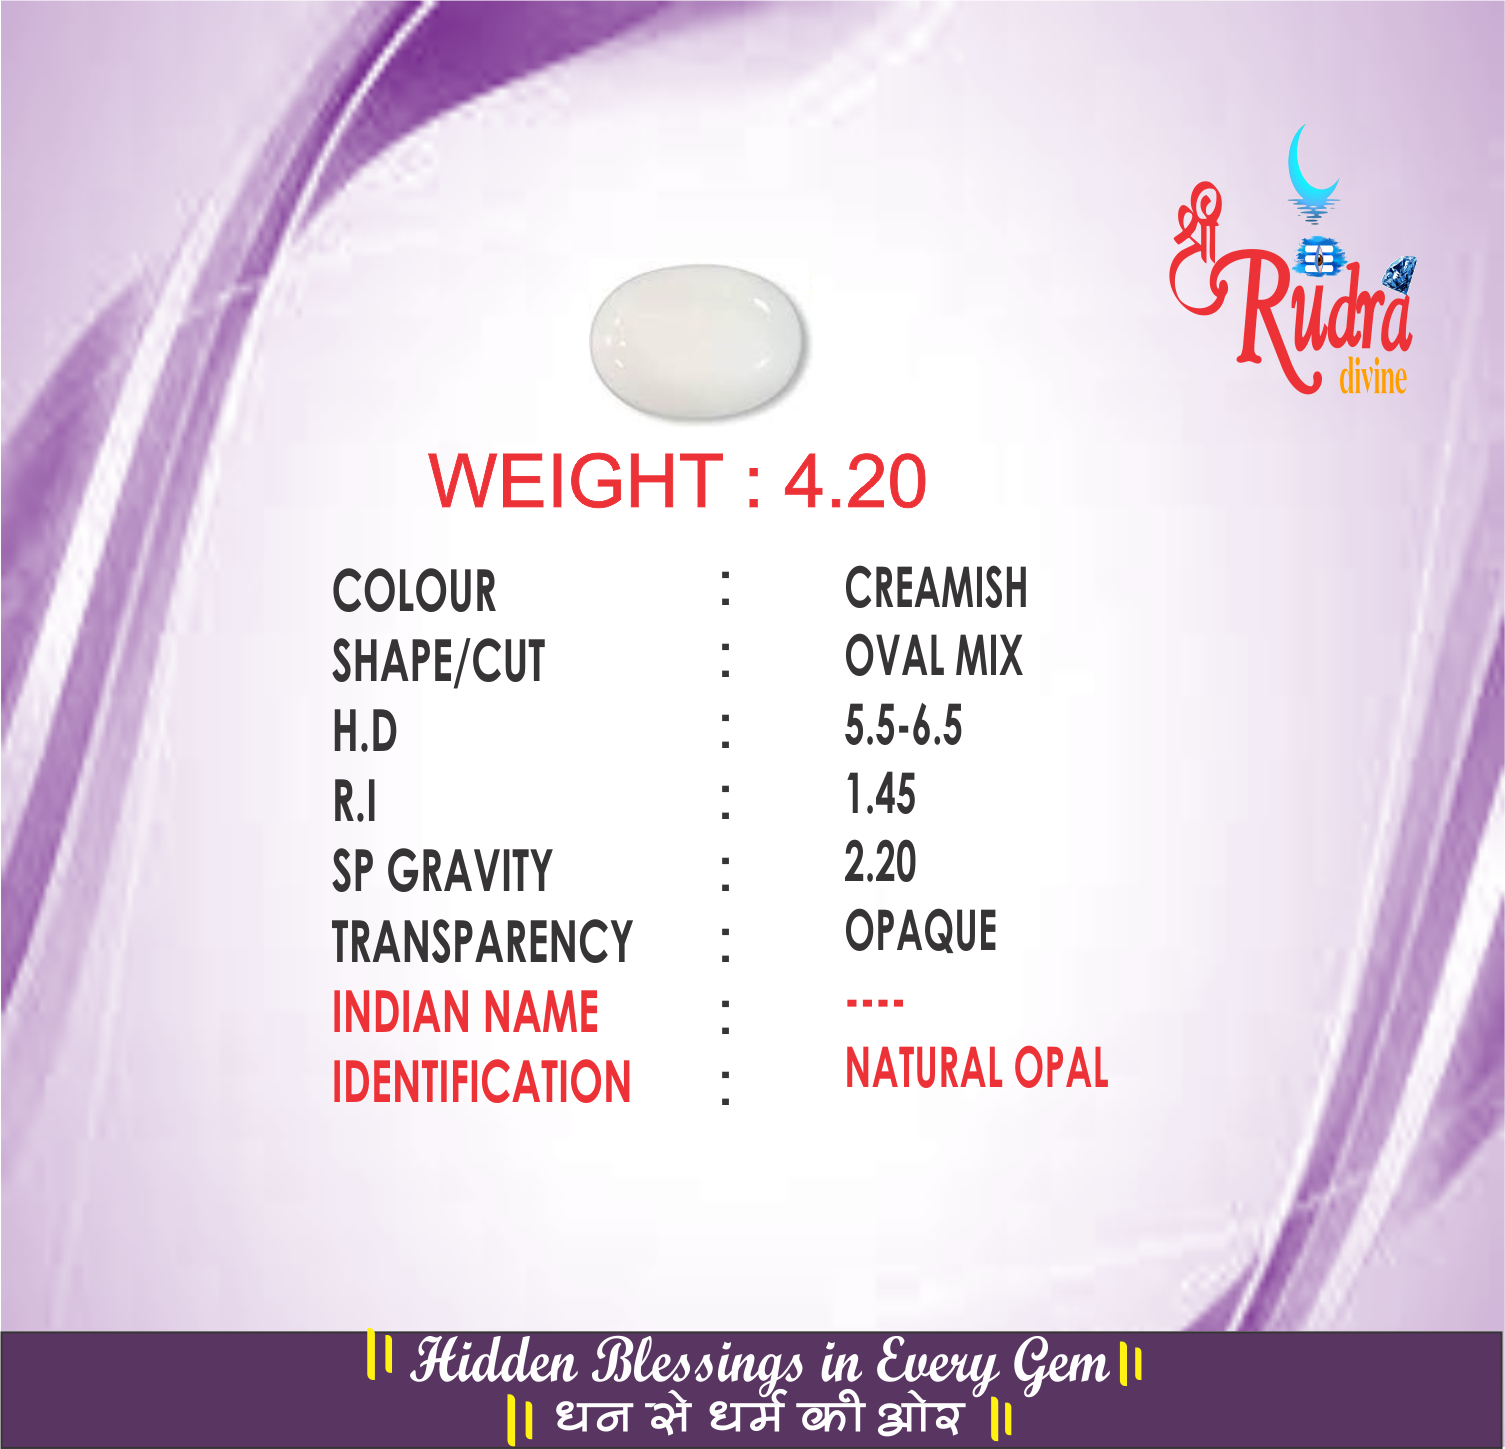 श्री
Rudra
divine
WEIGHT : 4.20
COLOUR : CREAMISH
SHAPE/CUT : OVAL MIX
H.D : 5.5-6.5
R.I : 1.45
SP GRAVITY : 2.20
TRANSPARENCY : OPAQUE
INDIAN NAME : ----
IDENTIFICATION : NATURAL OPAL
|| Hidden Blessings in Every Gem ||
|| धन से धर्म की ओर ||